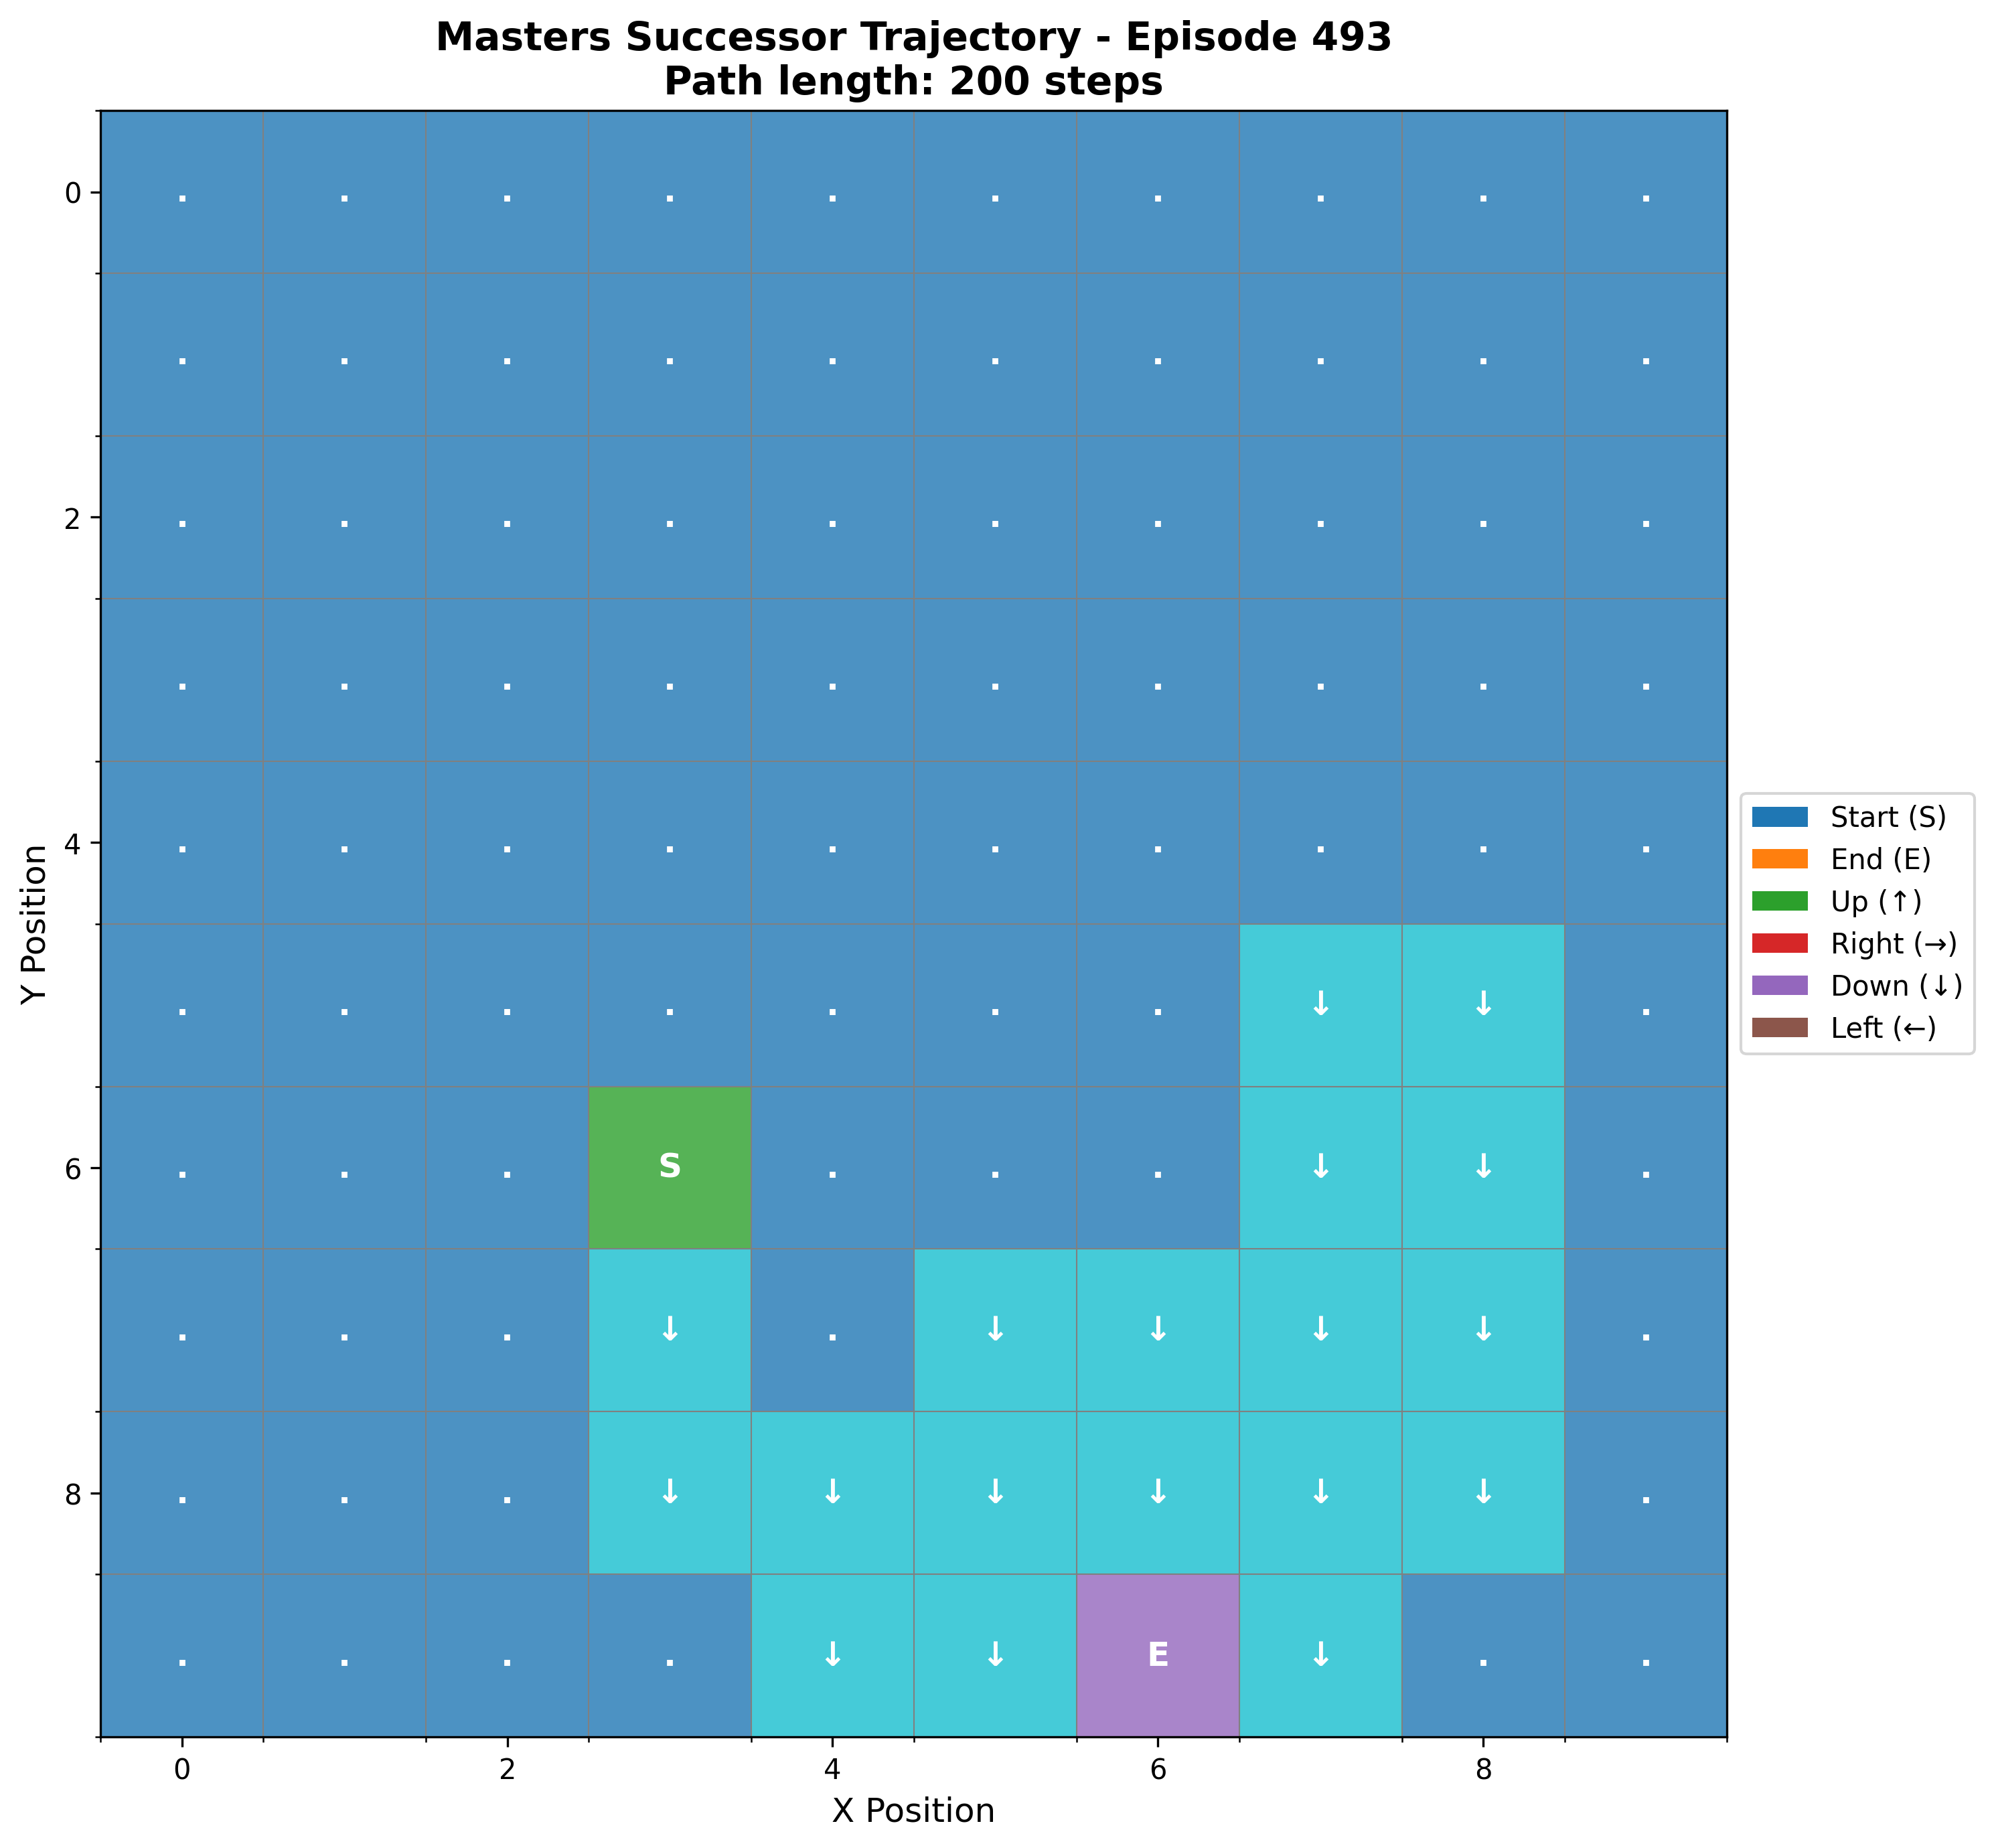 Masters Successor Trajectory - Episode 493
Path length: 200 steps
0 . . . . . . . . . .
. . . . . . . . . .
2 . . . . . . . . . .
. . . . . . . . . .
4 . . . . . . . . . .
. . . . . . . ↓ ↓ .
6 . . . S . . . ↓ ↓ .
. . . ↓ . ↓ ↓ ↓ ↓ .
8 . . . ↓ ↓ ↓ ↓ ↓ ↓ .
. . . . ↓ ↓ E ↓ . .
0 2 4 6 8
X Position
Y Position
Start (S)
End (E)
Up (↑)
Right (→)
Down (↓)
Left (←)